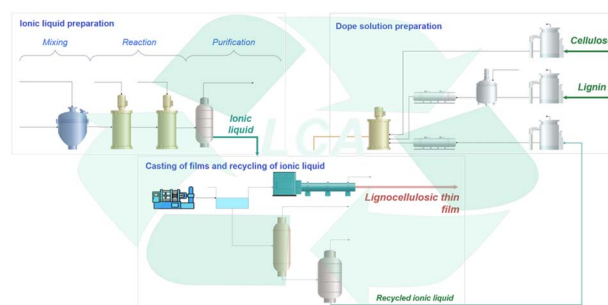 Ionic liquid preparation
Mixing
Reaction
Purification
Ionic
liquid
Dope solution preparation
Cellulose
Lignin
LCA
Casting of films and recycling of ionic liquid
Lignocellulosic thin
film
Recycled ionic liquid